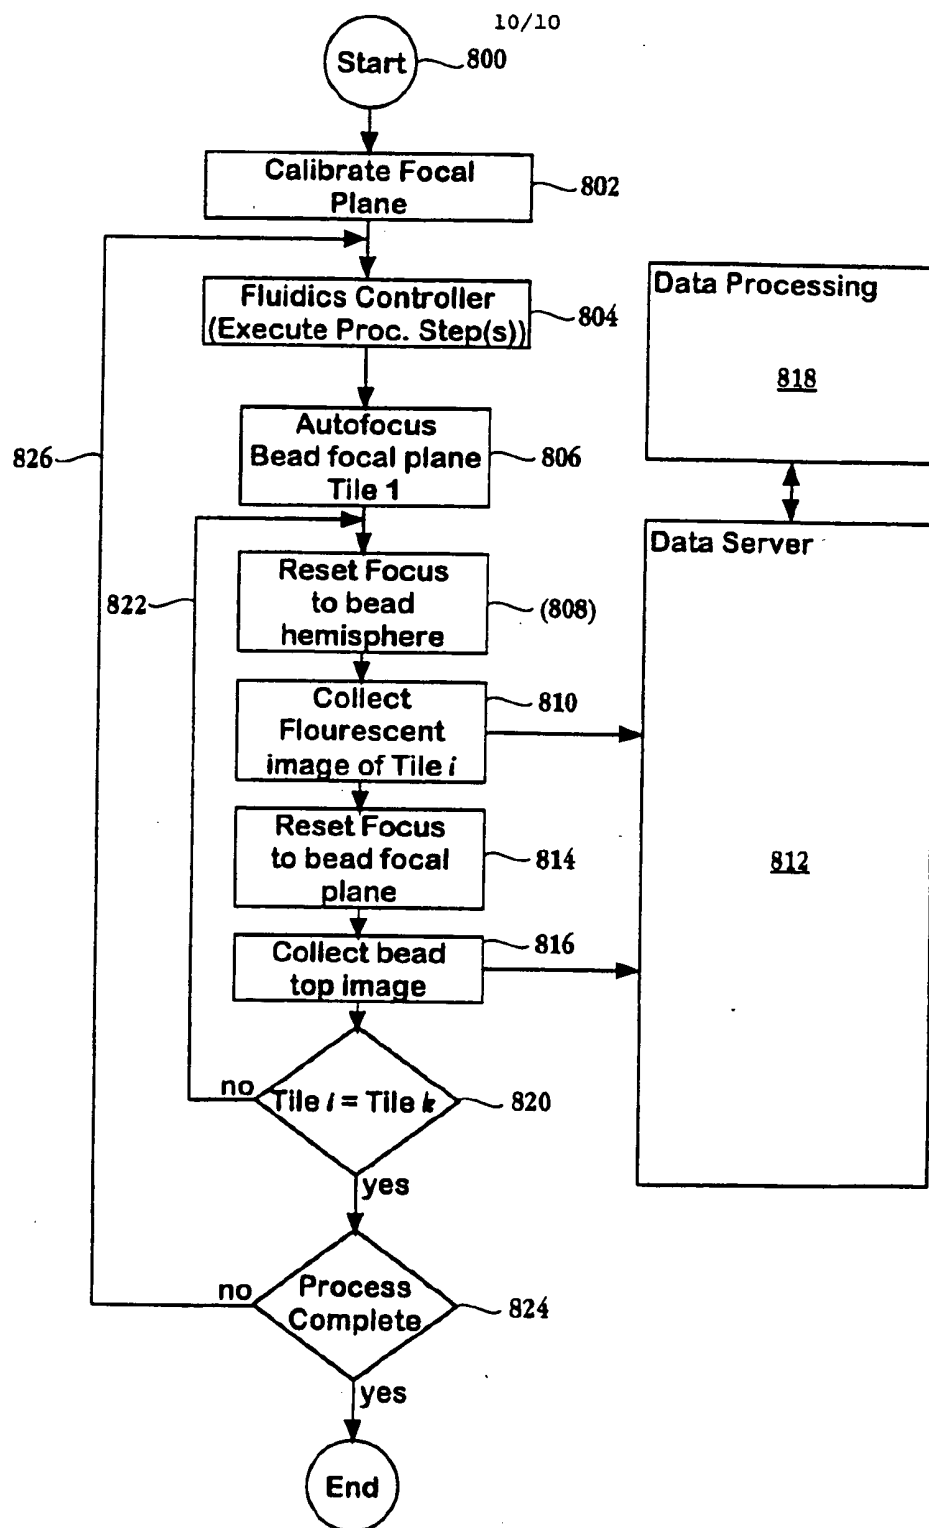 10/10
Start
800
Calibrate Focal
Plane
802
Fluidics Controller
(Execute Proc. Step(s))
804
Autofocus
Bead focal plane
Tile 1
806
826
Reset Focus
to bead
hemisphere
(808)
822
Collect
Flourescent
image of Tile i
810
Reset Focus
to bead focal
plane
814
Collect bead
top image
816
Tile i = Tile k
820
no
yes
Process
Complete
824
no
yes
End
Data Processing
818
Data Server
812